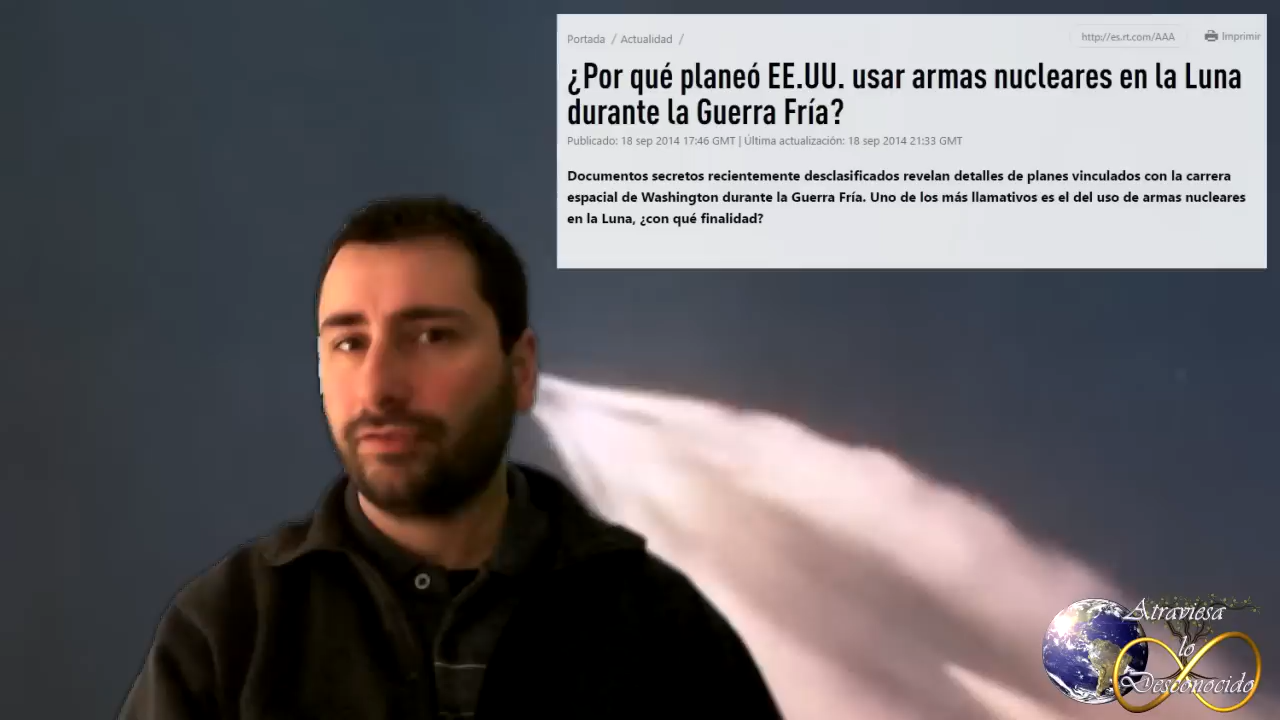 Portada / Actualidad /
http://es.rt.com/AAA
Imprimir
¿Por qué planeó EE.UU. usar armas nucleares en la Luna
durante la Guerra Fría?
Publicado: 18 sep 2014 17:46 GMT | Última actualización: 18 sep 2014 21:33 GMT
Documentos secretos recientemente desclasificados revelan detalles de planes vinculados con la carrera
espacial de Washington durante la Guerra Fría. Uno de los más llamativos es el del uso de armas nucleares
en la Luna, ¿con qué finalidad?
Atraviesa
lo
Desconocido